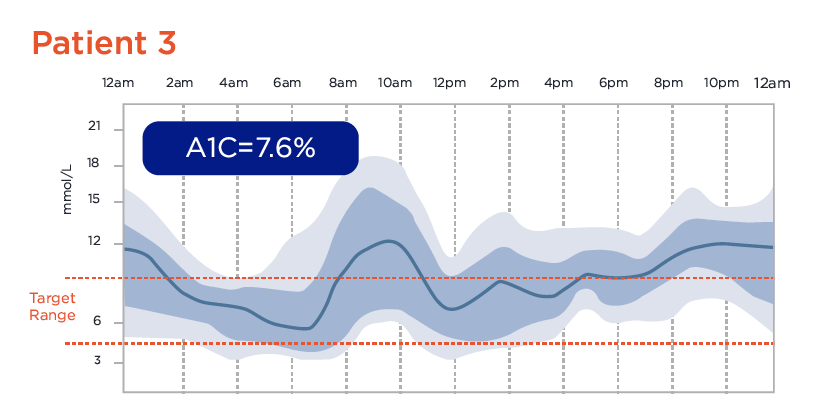 Patient 3
12am 2am 4am 6am 8am 10am 12pm 2pm 4pm 6pm 8pm 10pm 12am
A1C=7.6%
mmol/L
21
18
15
12
Target
Range
6
3